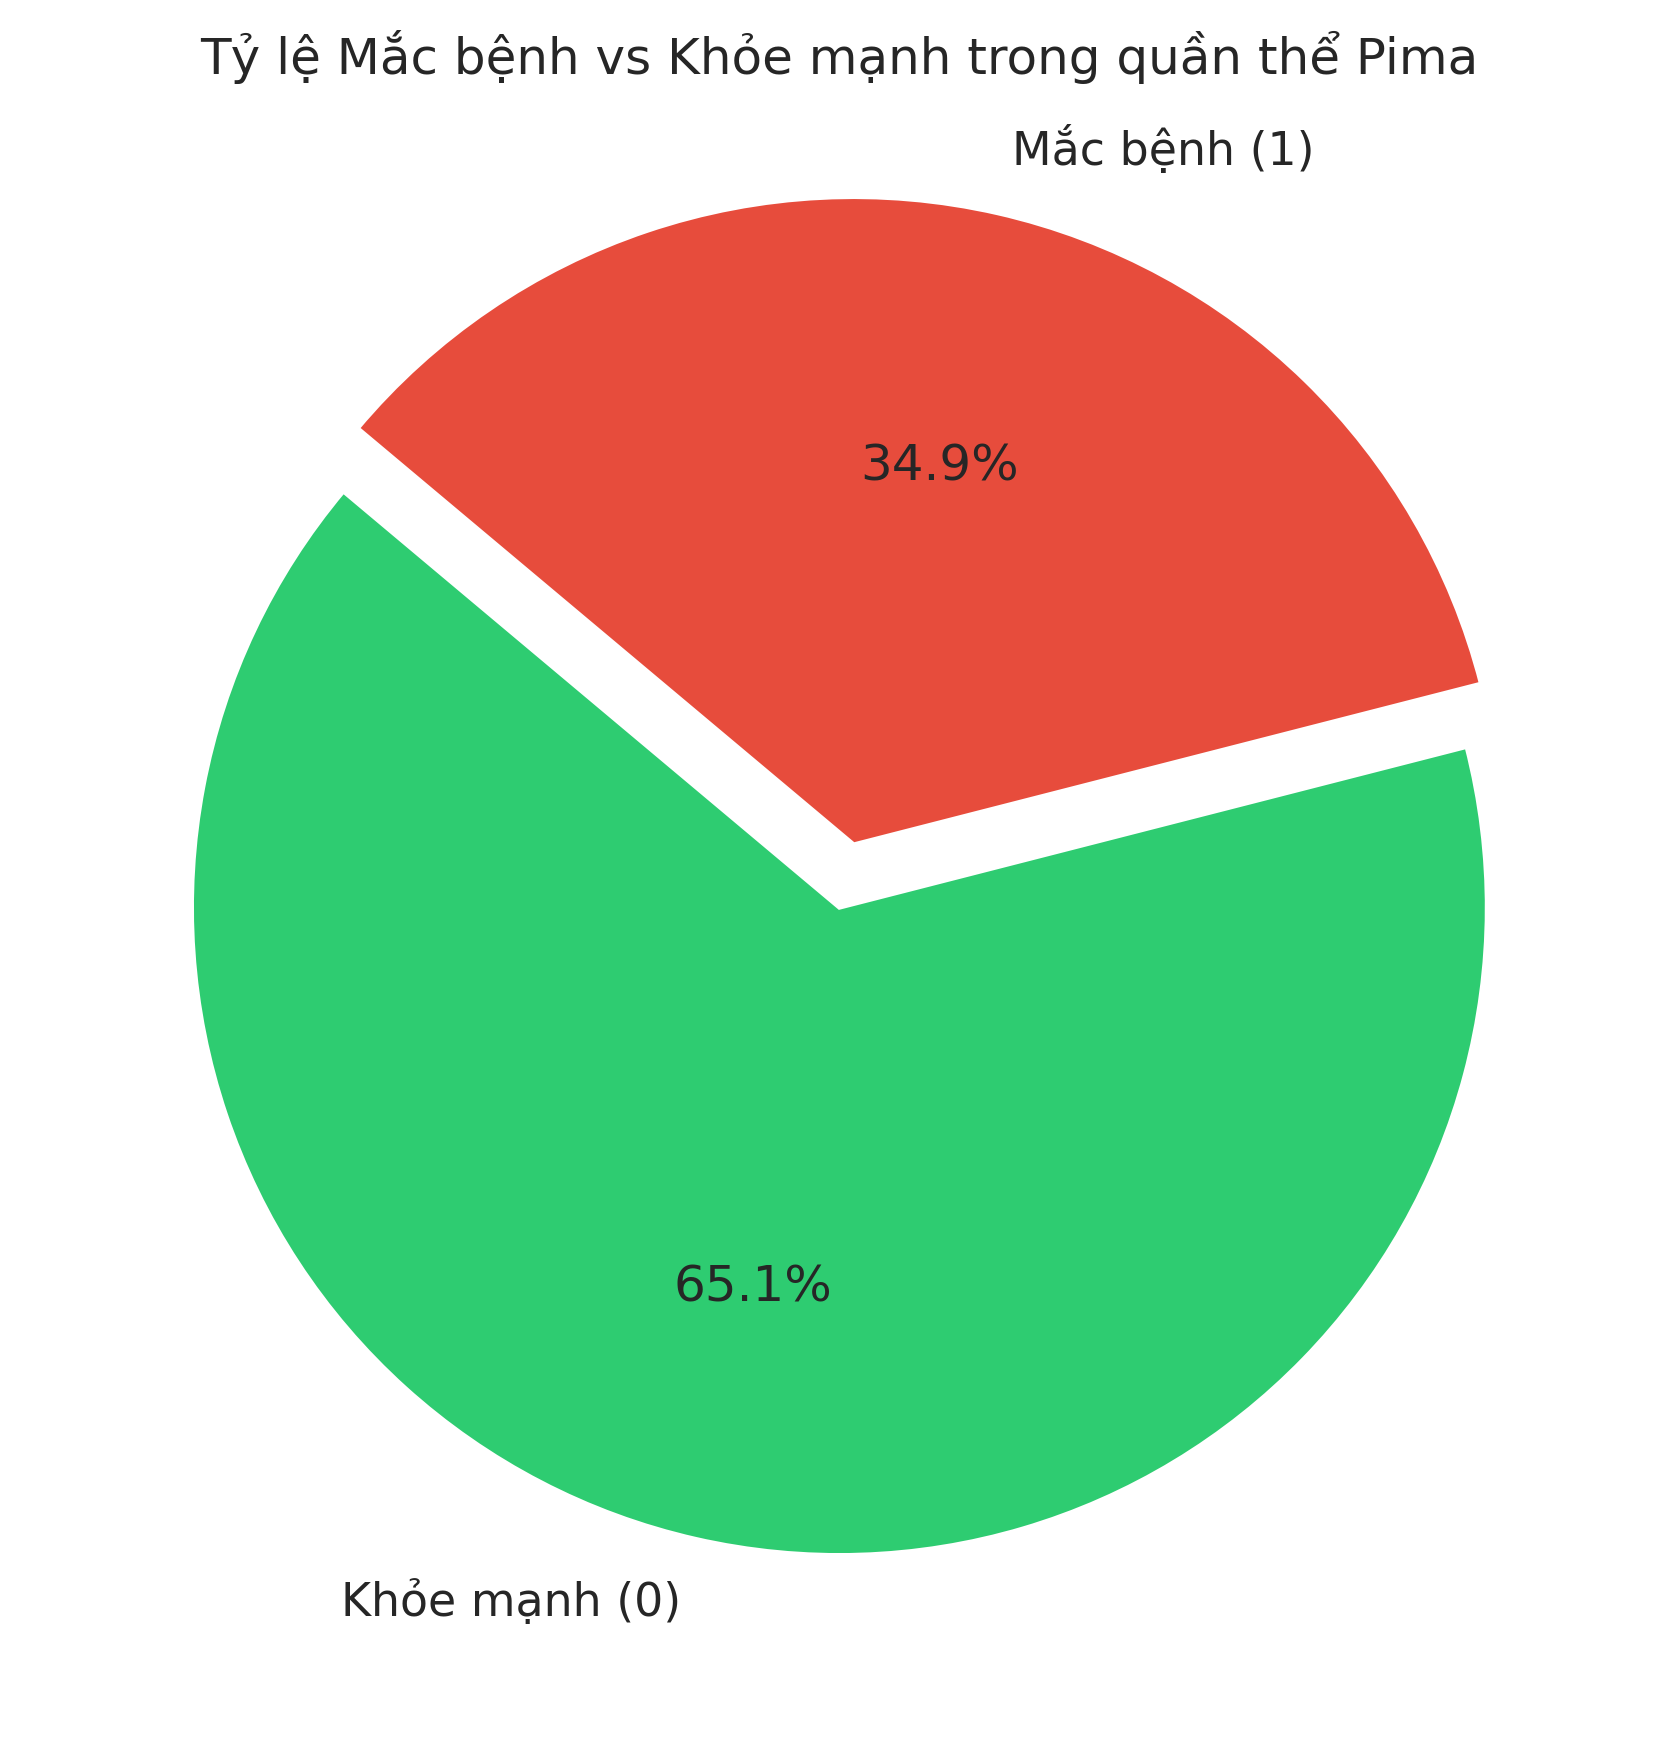 Tỷ lệ Mắc bệnh vs Khỏe mạnh trong quần thể Pima
Mắc bệnh (1)
34.9%
65.1%
Khỏe mạnh (0)